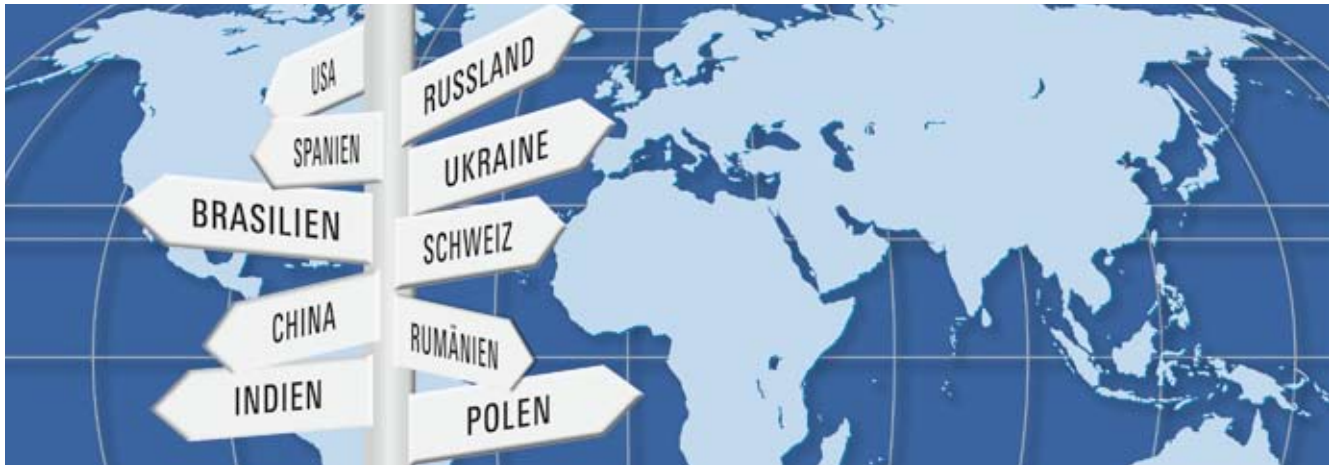 USA
SPANIEN
BRASILIEN
CHINA
INDIEN
RUSSLAND
UKRAINE
SCHWEIZ
RUMÄNIEN
POLEN